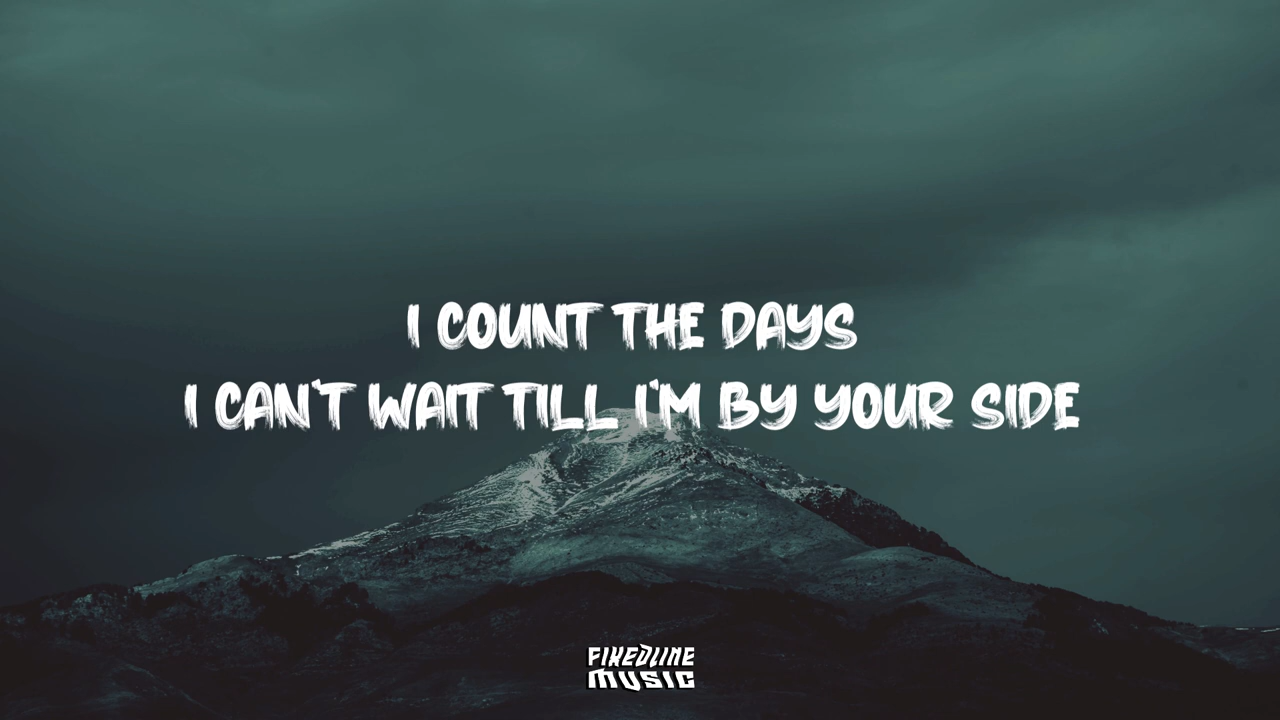 I COUNT THE DAYS
I CAN'T WAIT TILL I'M BY YOUR SIDE
FIXEDLINE
MUSIC